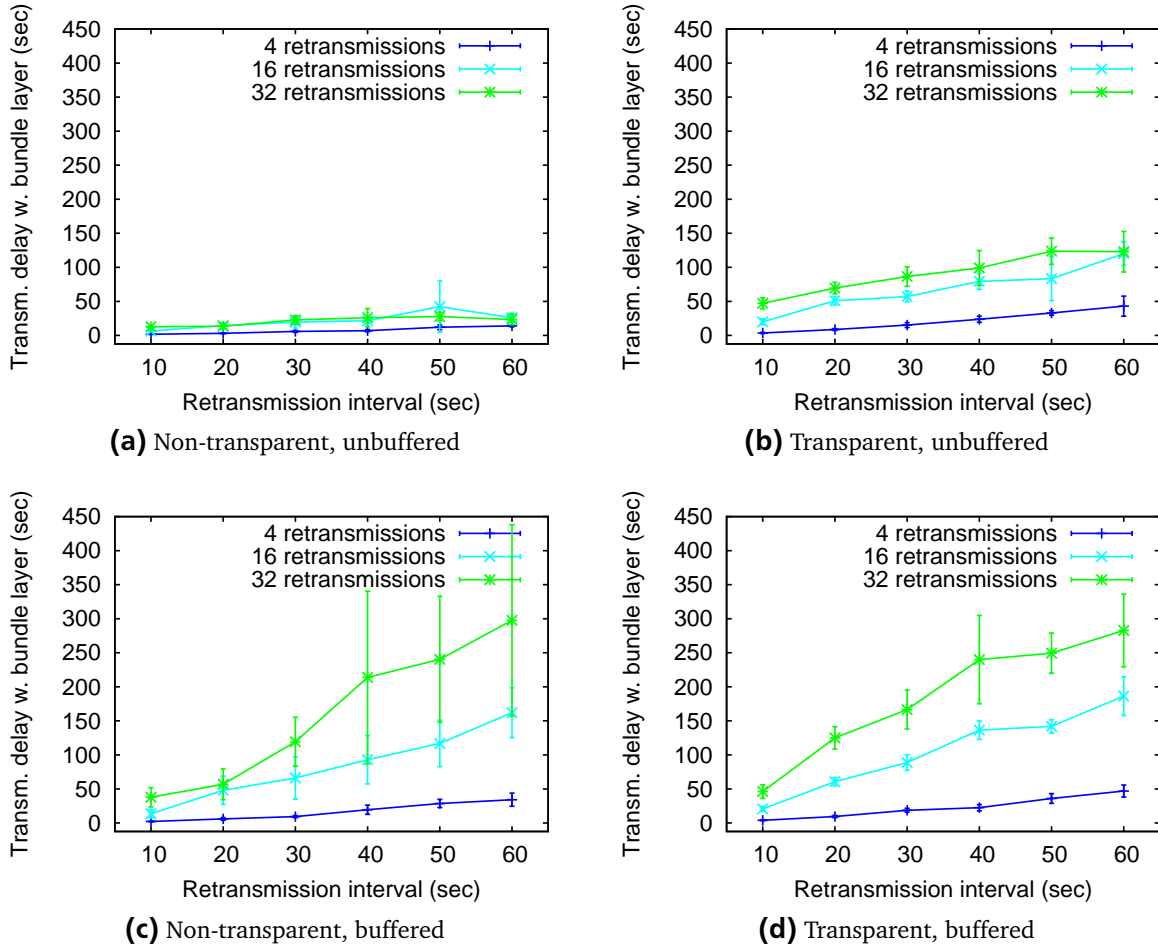 Transm. delay w. bundle layer (sec)
450
400
350
300
250
200
150
100
50
0
4 retransmissions
16 retransmissions
32 retransmissions
10 20 30 40 50 60
Retransmission interval (sec)
(a) Non-transparent, unbuffered
Transm. delay w. bundle layer (sec)
450
400
350
300
250
200
150
100
50
0
4 retransmissions
16 retransmissions
32 retransmissions
10 20 30 40 50 60
Retransmission interval (sec)
(b) Transparent, unbuffered
Transm. delay w. bundle layer (sec)
450
400
350
300
250
200
150
100
50
0
4 retransmissions
16 retransmissions
32 retransmissions
10 20 30 40 50 60
Retransmission interval (sec)
(c) Non-transparent, buffered
Transm. delay w. bundle layer (sec)
450
400
350
300
250
200
150
100
50
0
4 retransmissions
16 retransmissions
32 retransmissions
10 20 30 40 50 60
Retransmission interval (sec)
(d) Transparent, buffered